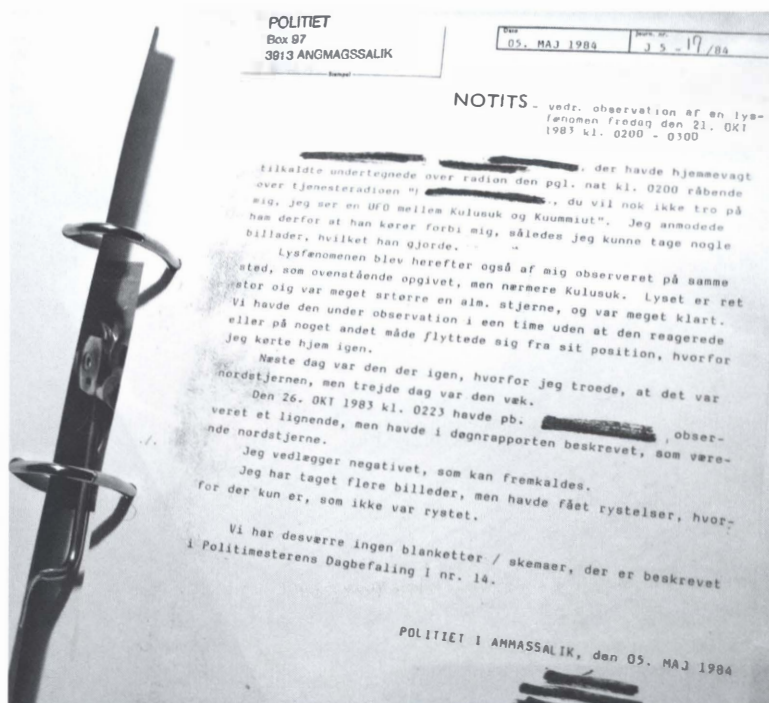 POLITIET
Box 97
3913 ANGMAGSSALIK
Stempel
Dato
05. MAJ 1984
Journ. nr.
J 5 - 17/84
NOTITS - vedr. observation af en lys-
fænomen fredag den 21. OKT
1983 kl. 0200 - 0300
, der havde hjemmevagt
tilkaldte undertegnede over radion den pgl. nat kl. 0200 råbende
over tjenesteradioen "j ., du vil nok ikke tro på
mig, jeg ser en UFO mellem Kulusuk og Kuummiut". Jeg anmodede
ham derfor at han kører forbi mig, således jeg kunne tage nogle
billader, hvilket han gjorde.
Lysfænomenen blev herefter også af mig observeret på samme
sted, som ovenstående opgivet, men nærmere Kulusuk. Lyset er ret
stor oig var meget srtørre en alm. stjerne, og var meget klart.
Vi havde den under observation i een time uden at den reagerede
eller på noget andet måde flyttede sig fra sit position, hvorfor
jeg kørte hjem igen.
Næste dag var den der igen, hvorfor jeg troede, at det var
nordstjernen, men trejde dag var den væk.
Den 26. OKT 1983 kl. 0223 havde pb. , obser-
veret et lignende, men havde i døgnrapporten beskrevet, som være-
nde nordstjerne.
Jeg vedlægger negativet, som kan fremkaldes.
Jeg har taget flere billeder, men havde fået rystelser, hvor-
for der kun er, som ikke var rystet.
Vi har desværre ingen blanketter / skemaer, der er beskrevet
i Politimesterens Dagbefaling I nr. 14.
POLITIET I AMMASSALIK, den 05. MAJ 1984